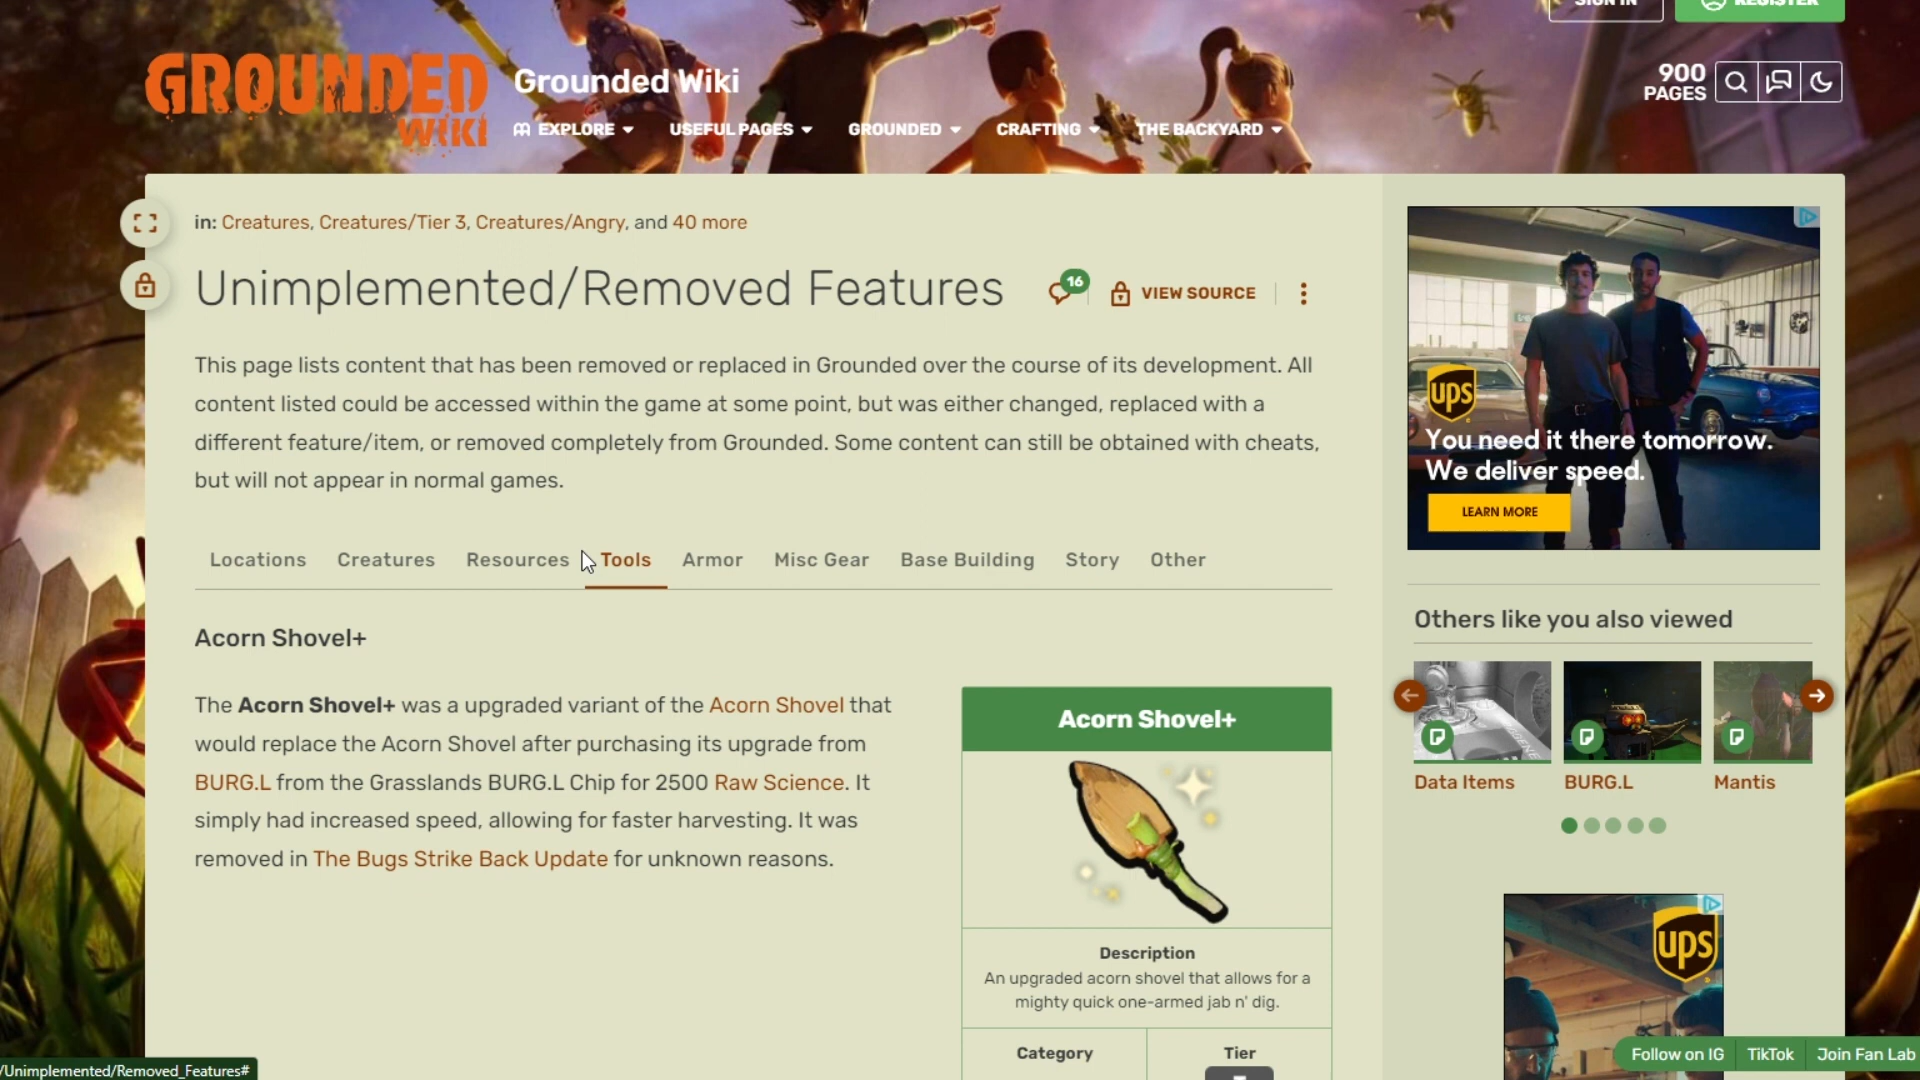 SIGN IN
REGISTER
GROUNDED
WIKI
Grounded Wiki
EXPLORE
USEFUL PAGES
GROUNDED
CRAFTING
THE BACKYARD
900
PAGES
in: Creatures, Creatures/Tier 3, Creatures/Angry, and 40 more
Unimplemented/Removed Features
16
VIEW SOURCE
This page lists content that has been removed or replaced in Grounded over the course of its development. All
content listed could be accessed within the game at some point, but was either changed, replaced with a
different feature/item, or removed completely from Grounded. Some content can still be obtained with cheats,
but will not appear in normal games.
Locations
Creatures
Resources
Tools
Armor
Misc Gear
Base Building
Story
Other
Acorn Shovel+
The Acorn Shovel+ was a upgraded variant of the Acorn Shovel that
would replace the Acorn Shovel after purchasing its upgrade from
BURG.L from the Grasslands BURG.L Chip for 2500 Raw Science. It
simply had increased speed, allowing for faster harvesting. It was
removed in The Bugs Strike Back Update for unknown reasons.
Acorn Shovel+
Description
An upgraded acorn shovel that allows for a
mighty quick one-armed jab n' dig.
Category
Tier
ups
You need it there tomorrow.
We deliver speed.
LEARN MORE
Others like you also viewed
Data Items
BURG.L
Mantis
ups
Follow on IG
TikTok
Join Fan Lab
/Unimplemented/Removed_Features#